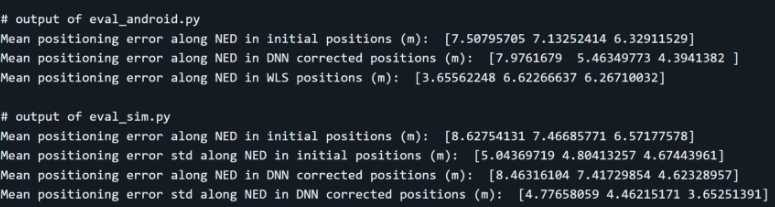 # output of eval_android.py
Mean positioning error along NED in initial positions (m):  [7.50795705 7.13252414 6.32911529]
Mean positioning error along NED in DNN corrected positions (m):  [7.9761679  5.46349773 4.3941382 ]
Mean positioning error along NED in WLS positions (m):  [3.65562248 6.62266637 6.26710032]
# output of eval_sim.py
Mean positioning error along NED in initial positions (m):  [8.62754131 7.46685771 6.57177578]
Mean positioning error std along NED in initial positions (m):  [5.04369719 4.80413257 4.67443961]
Mean positioning error along NED in DNN corrected positions (m):  [8.46316104 7.41729854 4.62328957]
Mean positioning error std along NED in DNN corrected positions (m):  [4.77658059 4.46215171 3.65251391]